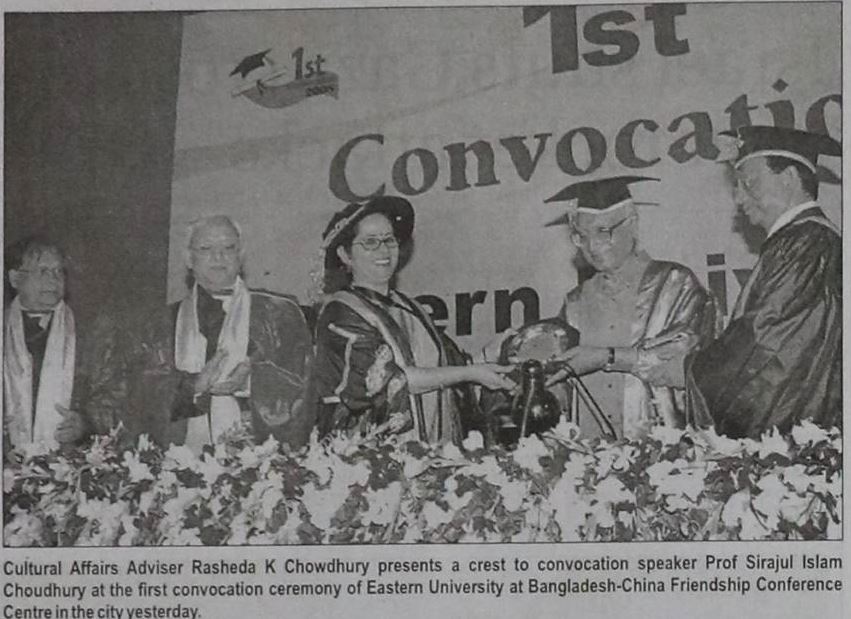 1st
1st
2008
Convocatio
ern
Cultural Affairs Adviser Rasheda K Chowdhury presents a crest to convocation speaker Prof Sirajul Islam
Choudhury at the first convocation ceremony of Eastern University at Bangladesh-China Friendship Conference
Centre in the city yesterday.